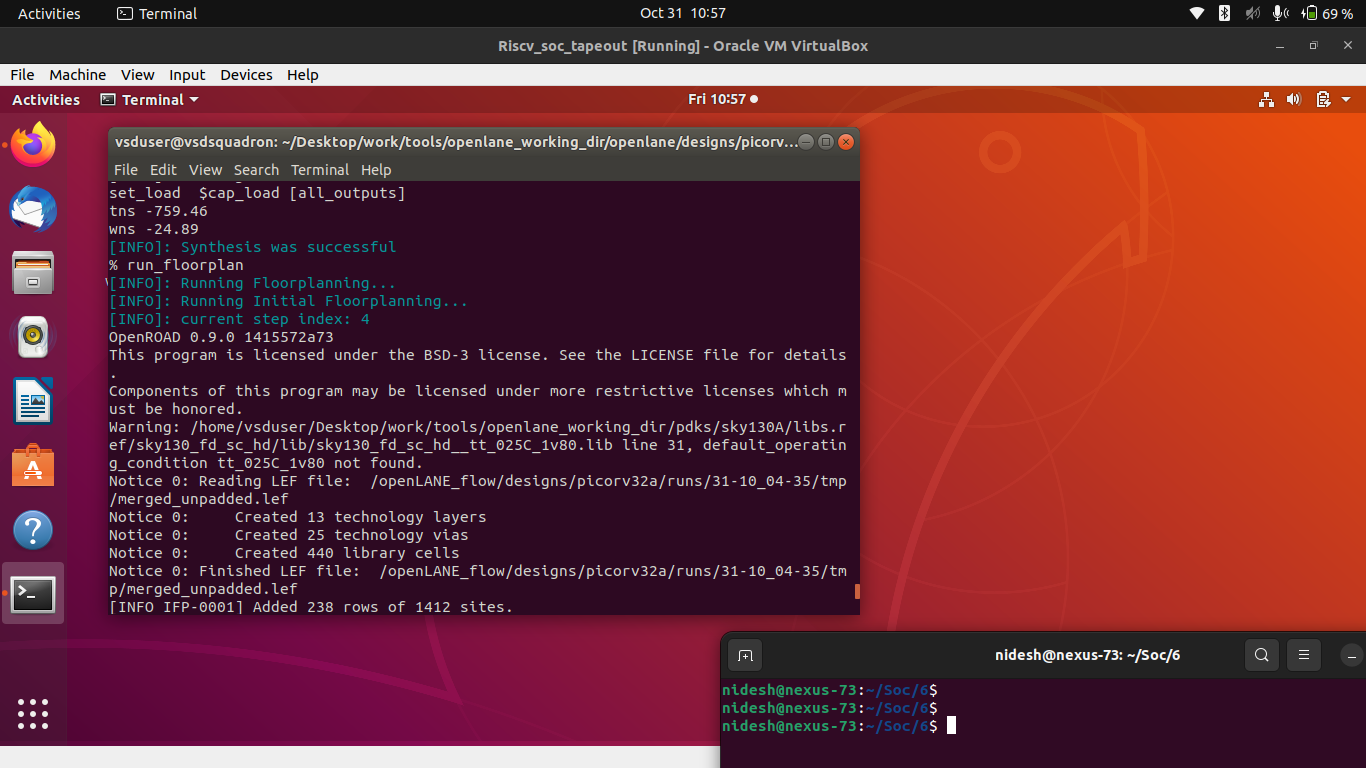 Activities Terminal Oct 31 10:57 69 %
Riscv_soc_tapeout [Running] - Oracle VM VirtualBox
File Machine View Input Devices Help
Activities Terminal Fri 10:57
vsduser@vsdsquadron: ~/Desktop/work/tools/openlane_working_dir/openlane/designs/picorv...
File Edit View Search Terminal Help
set_load  $cap_load [all_outputs]
tns -759.46
wns -24.89
[INFO]: Synthesis was successful
% run_floorplan
[INFO]: Running Floorplanning...
[INFO]: Running Initial Floorplanning...
[INFO]: current step index: 4
OpenROAD 0.9.0 1415572a73
This program is licensed under the BSD-3 license. See the LICENSE file for details
.
Components of this program may be licensed under more restrictive licenses which m
ust be honored.
Warning: /home/vsduser/Desktop/work/tools/openlane_working_dir/pdks/sky130A/libs.r
ef/sky130_fd_sc_hd/lib/sky130_fd_sc_hd__tt_025C_1v80.lib line 31, default_operatin
g_condition tt_025C_1v80 not found.
Notice 0: Reading LEF file:  /openLANE_flow/designs/picorv32a/runs/31-10_04-35/tmp
/merged_unpadded.lef
Notice 0:     Created 13 technology layers
Notice 0:     Created 25 technology vias
Notice 0:     Created 440 library cells
Notice 0: Finished LEF file:  /openLANE_flow/designs/picorv32a/runs/31-10_04-35/tm
p/merged_unpadded.lef
[INFO IFP-0001] Added 238 rows of 1412 sites.
nidesh@nexus-73: ~/Soc/6
nidesh@nexus-73:~/Soc/6$
nidesh@nexus-73:~/Soc/6$
nidesh@nexus-73:~/Soc/6$